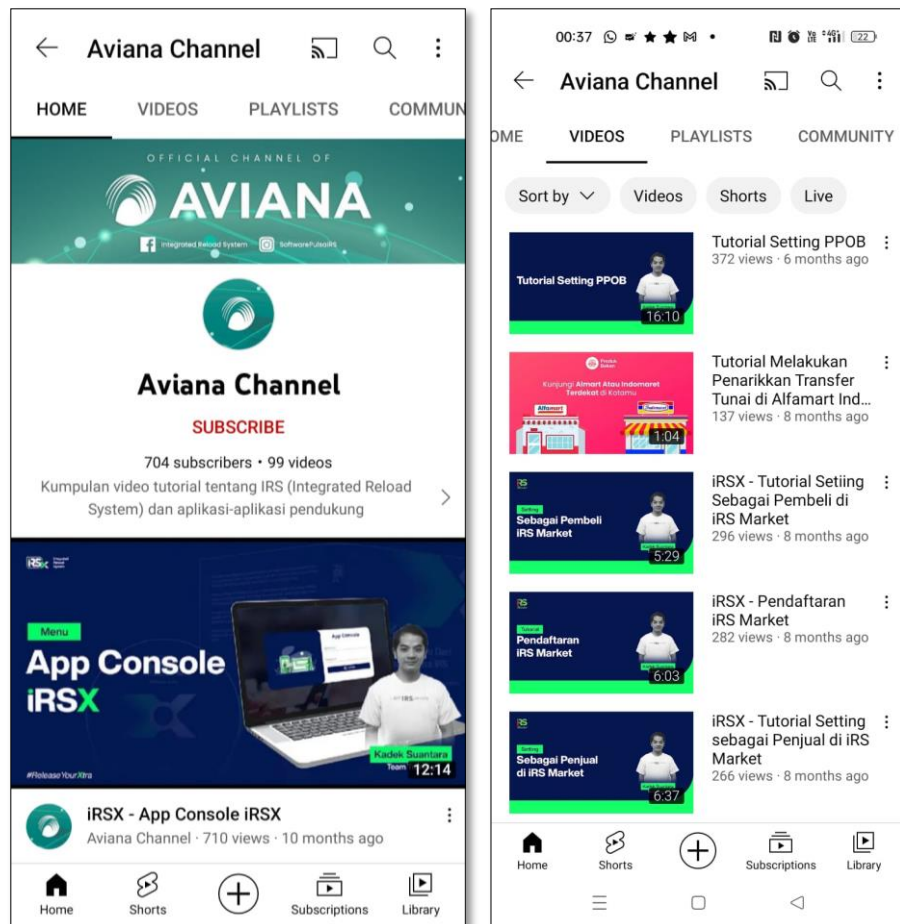 Aviana Channel
HOME VIDEOS PLAYLISTS COMMUN
OFFICIAL CHANNEL OF
AVIANA
Integrated Reload System SoftwarePulsaIRS
Aviana Channel
SUBSCRIBE
704 subscribers • 99 videos
Kumpulan video tutorial tentang IRS (Integrated Reload
System) dan aplikasi-aplikasi pendukung
iRSX Integrated Reload System
Menu
App Console
iRSX
App Console
IRS
Kadek Suantara
Team
12:14
#ReleaseYourXtra
iRSX - App Console iRSX
Aviana Channel · 710 views · 10 months ago
Home Shorts Subscriptions Library
00:37 22
Aviana Channel
OME VIDEOS PLAYLISTS COMMUNITY
Sort by Videos Shorts Live
Tutorial Setting PPOB
16:10
Tutorial Setting PPOB
372 views · 6 months ago
Kunjungi Almart Atau Indomaret
Terdekat di Kotamu
Alfamart Indomaret
1:04
Tutorial Melakukan
Penarikkan Transfer
Tunai di Alfamart Ind...
137 views · 8 months ago
Setting
Sebagai Pembeli
iRS Market
5:29
iRSX - Tutorial Setiing
Sebagai Pembeli di
iRS Market
296 views · 8 months ago
Tutorial
Pendaftaran
iRS Market
6:03
iRSX - Pendaftaran
iRS Market
282 views · 8 months ago
Setting
Sebagai Penjual
di iRS Market
6:37
iRSX - Tutorial Setting
sebagai Penjual di iRS
Market
266 views · 8 months ago
Home Shorts Subscriptions Library